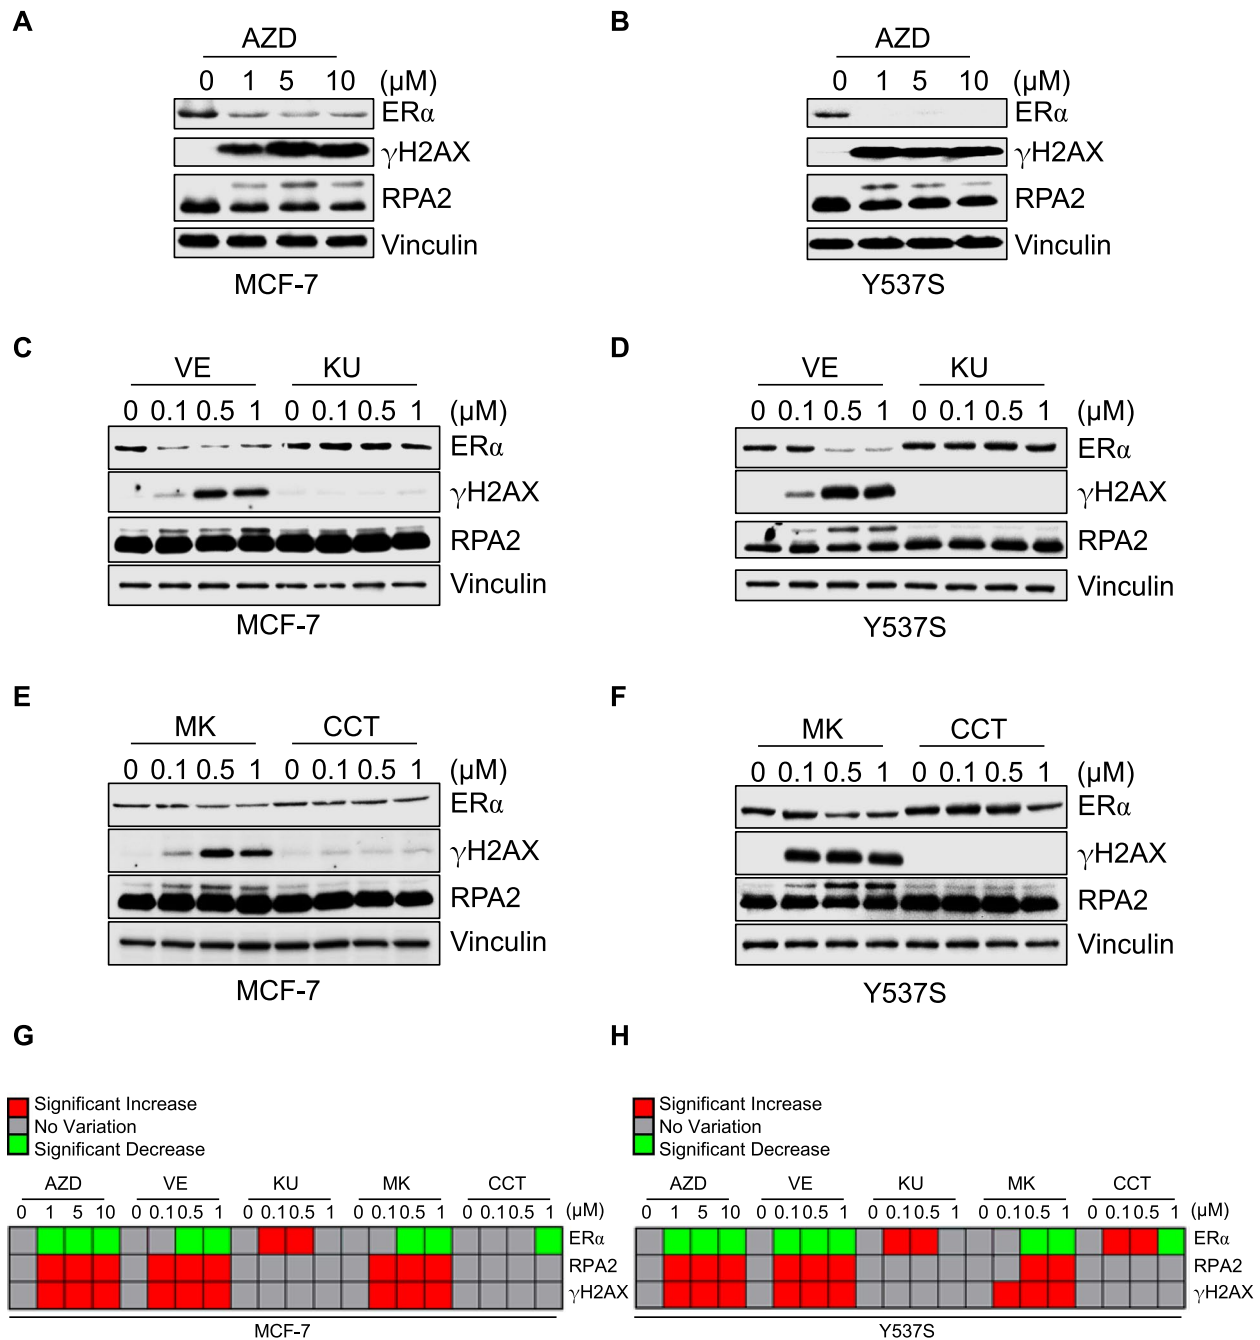 A
AZD
0 1 5 10 (µM)
ERα
γH2AX
RPA2
Vinculin
MCF-7
B
AZD
0 1 5 10 (µM)
ERα
γH2AX
RPA2
Vinculin
Y537S
C
VE KU
0 0.1 0.5 1 0 0.1 0.5 1 (µM)
ERα
γH2AX
RPA2
Vinculin
MCF-7
D
VE KU
0 0.1 0.5 1 0 0.1 0.5 1 (µM)
ERα
γH2AX
RPA2
Vinculin
Y537S
E
MK CCT
0 0.1 0.5 1 0 0.1 0.5 1 (µM)
ERα
γH2AX
RPA2
Vinculin
MCF-7
F
MK CCT
0 0.1 0.5 1 0 0.1 0.5 1 (µM)
ERα
γH2AX
RPA2
Vinculin
Y537S
G
Significant Increase
No Variation
Significant Decrease
AZD VE KU MK CCT
0 1 5 10 0 0.1 0.5 1 0 0.1 0.5 1 0 0.1 0.5 1 0 0.1 0.5 1 (µM)
ERα
RPA2
γH2AX
MCF-7
H
Significant Increase
No Variation
Significant Decrease
AZD VE KU MK CCT
0 1 5 10 0 0.1 0.5 1 0 0.1 0.5 1 0 0.1 0.5 1 0 0.1 0.5 1 (µM)
ERα
RPA2
γH2AX
Y537S